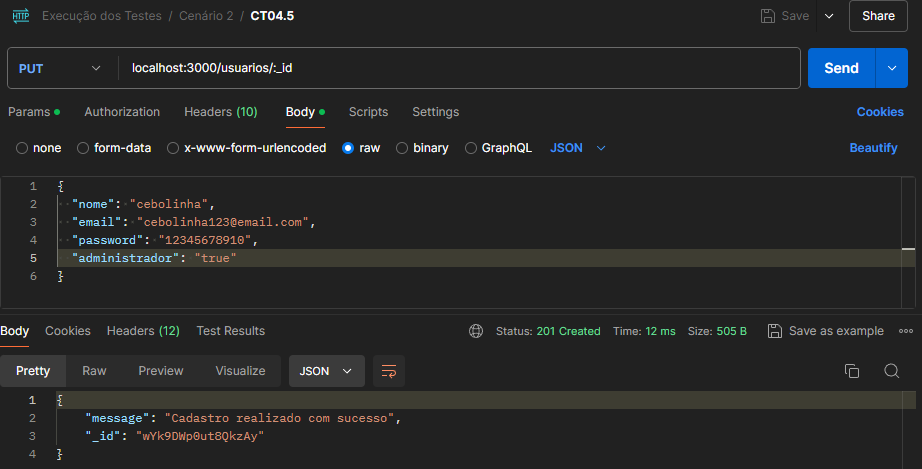 HTTP Execução dos Testes / Cenário 2 / CT04.5 Save Share
PUT localhost:3000/usuarios/:_id Send
Params Authorization Headers (10) Body Scripts Settings Cookies
none form-data x-www-form-urlencoded raw binary GraphQL JSON Beautify
1 {
2 "nome": "cebolinha",
3 "email": "cebolinha123@email.com",
4 "password": "12345678910",
5 "administrador": "true"
6 }
Body Cookies Headers (12) Test Results Status: 201 Created Time: 12 ms Size: 505 B Save as example
Pretty Raw Preview Visualize JSON
1 {
2 "message": "Cadastro realizado com sucesso",
3 "_id": "wYk9DWp0ut8QkzAy"
4 }